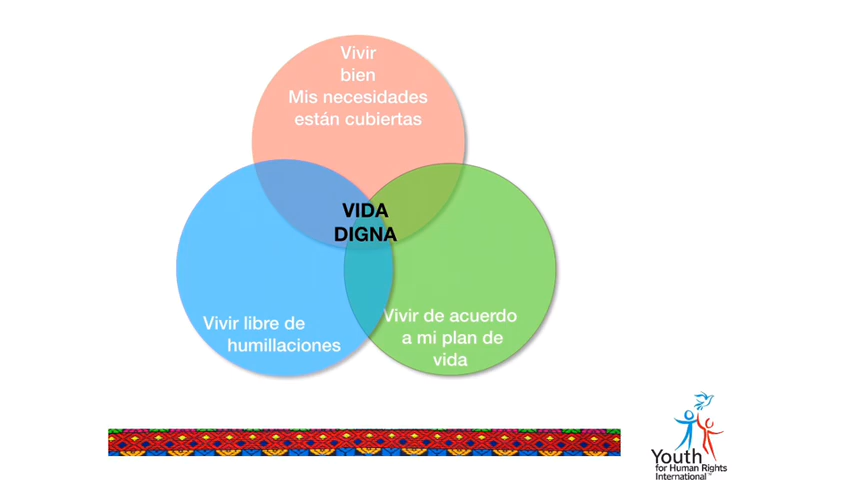 Vivir
bien
Mis necesidades
están cubiertas
VIDA
DIGNA
Vivir libre de
humillaciones
Vivir de acuerdo
a mi plan de
vida
Youth
for Human Rights
International